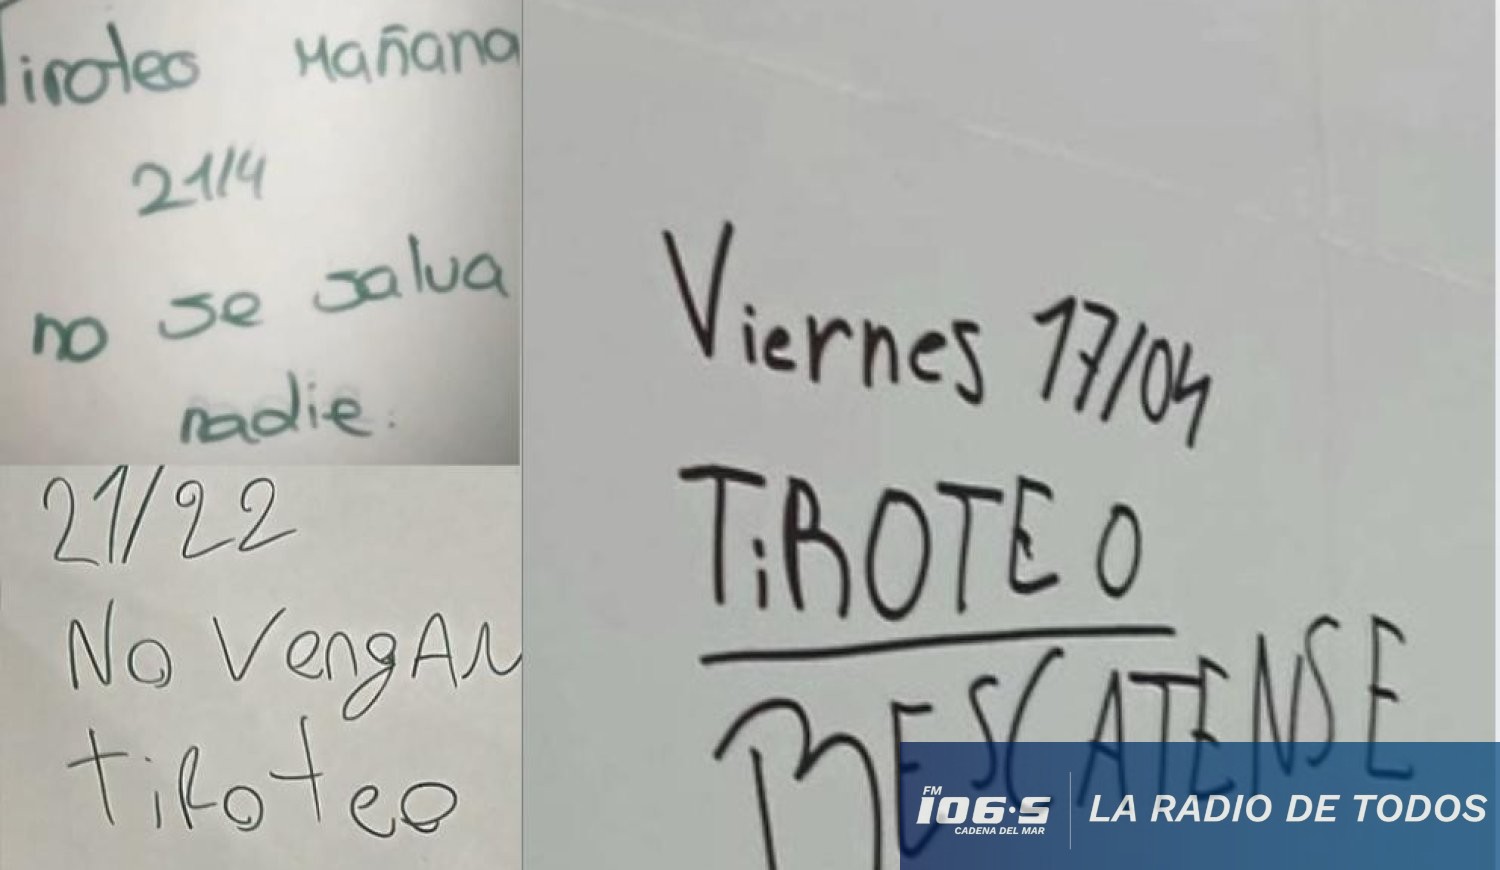 Tiroteo Mañana
21/4
no se salva
nadie.
21/22
No VengAN
tiRoteo
Viernes 17/04
TiROTEO
RESCATENSE
FM
106.5
CADENA DEL MAR
LA RADIO DE TODOS